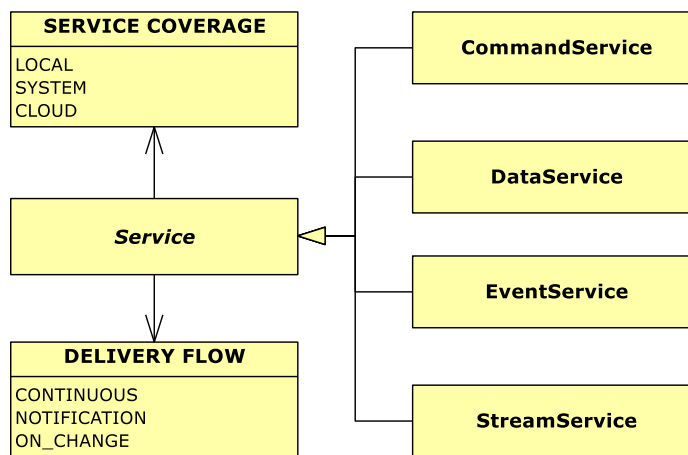 SERVICE COVERAGE
LOCAL
SYSTEM
CLOUD
Service
DELIVERY FLOW
CONTINUOUS
NOTIFICATION
ON_CHANGE
CommandService
DataService
EventService
StreamService